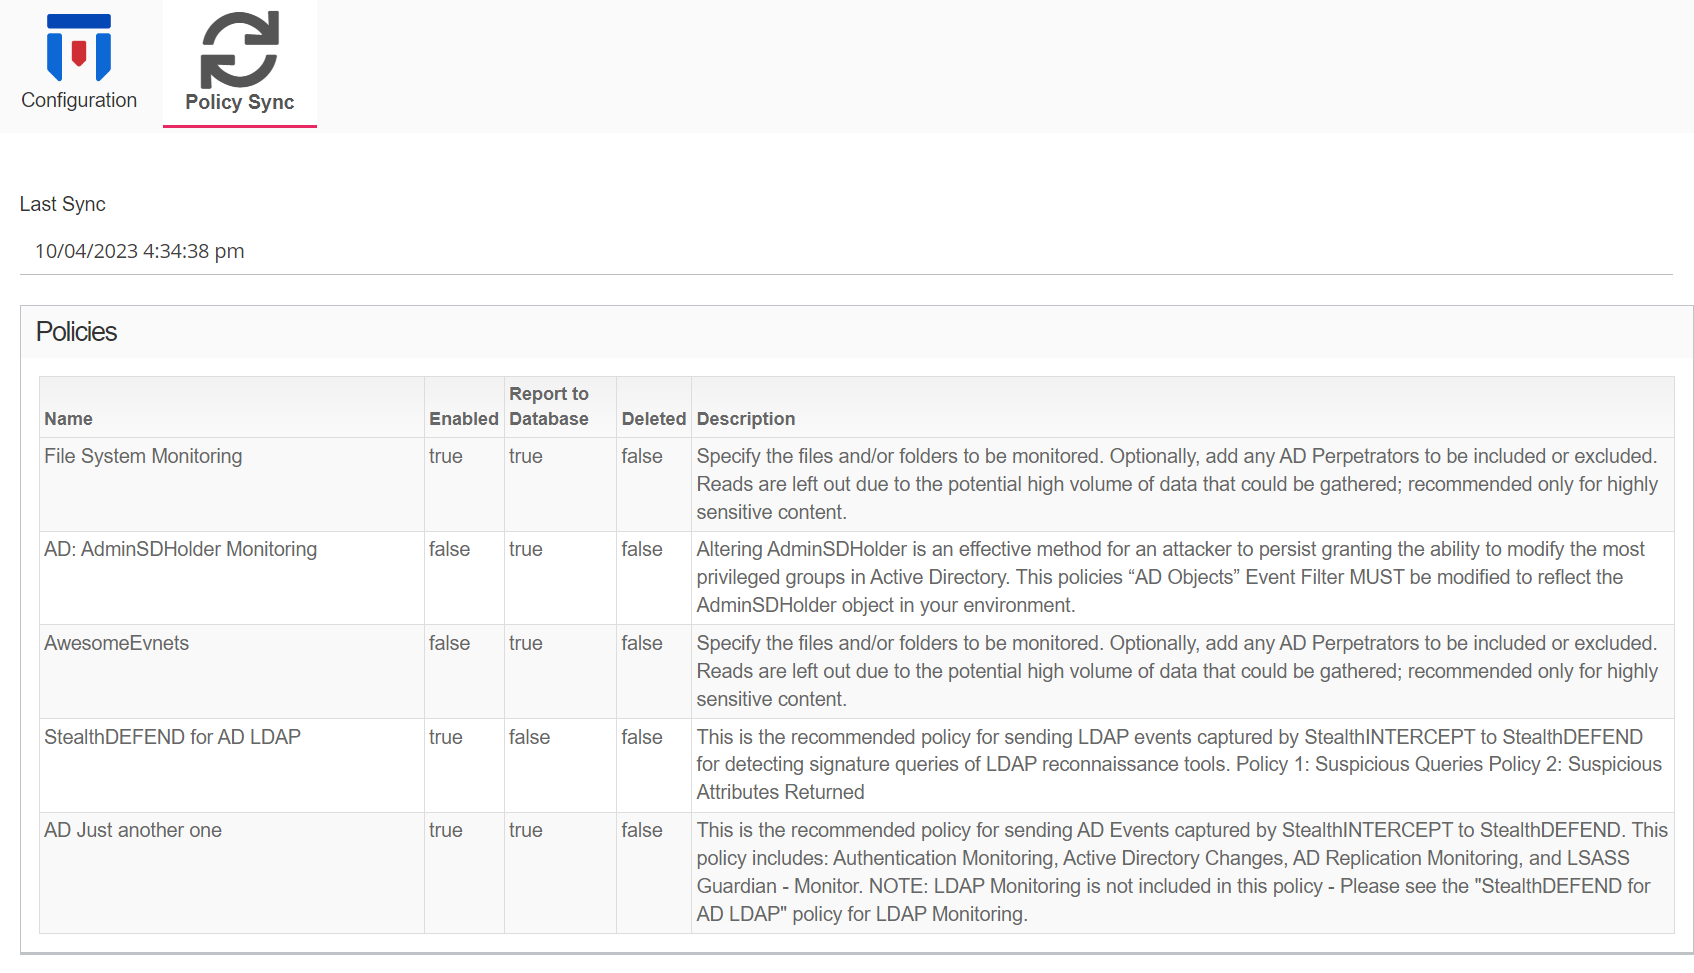 Configuration
Policy Sync
Last Sync
10/04/2023 4:34:38 pm
Policies
Name Enabled Report to Database Deleted Description
File System Monitoring true true false Specify the files and/or folders to be monitored. Optionally, add any AD Perpetrators to be included or excluded.
Reads are left out due to the potential high volume of data that could be gathered; recommended only for highly
sensitive content.
AD: AdminSDHolder Monitoring false true false Altering AdminSDHolder is an effective method for an attacker to persist granting the ability to modify the most
privileged groups in Active Directory. This policies “AD Objects” Event Filter MUST be modified to reflect the
AdminSDHolder object in your environment.
AwesomeEvnets false true false Specify the files and/or folders to be monitored. Optionally, add any AD Perpetrators to be included or excluded.
Reads are left out due to the potential high volume of data that could be gathered; recommended only for highly
sensitive content.
StealthDEFEND for AD LDAP true false false This is the recommended policy for sending LDAP events captured by StealthINTERCEPT to StealthDEFEND
for detecting signature queries of LDAP reconnaissance tools. Policy 1: Suspicious Queries Policy 2: Suspicious
Attributes Returned
AD Just another one true true false This is the recommended policy for sending AD Events captured by StealthINTERCEPT to StealthDEFEND. This
policy includes: Authentication Monitoring, Active Directory Changes, AD Replication Monitoring, and LSASS
Guardian - Monitor. NOTE: LDAP Monitoring is not included in this policy - Please see the "StealthDEFEND for
AD LDAP" policy for LDAP Monitoring.